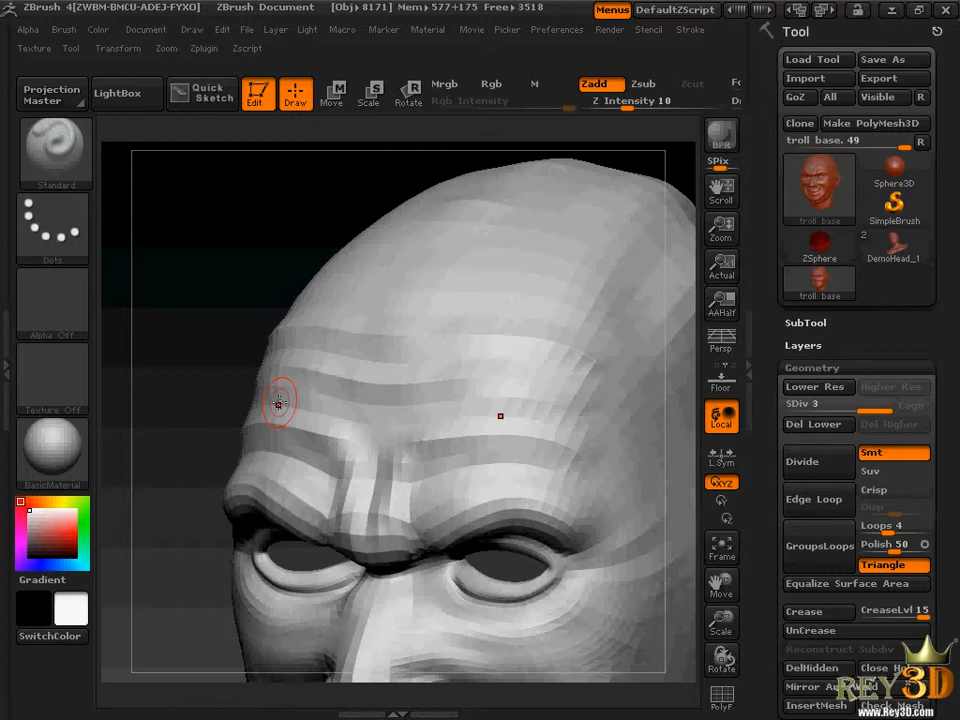 ZBrush 4[ZWBM-BMCU-ADEJ-FYXO] ZBrush Document [Obj▸8171] Mem▸577+175 Free▸3518 Menus DefaultZScript
Alpha Brush Color Document Draw Edit File Layer Light Macro Marker Material Movie Picker Preferences Render Stencil Stroke
Texture Tool Transform Zoom Zplugin Zscript
Projection Master
LightBox
Quick Sketch
Edit Draw Move Scale Rotate
Mrgb Rgb M
Rgb Intensity
Zadd Zsub Zcut
Z Intensity 10
Standard
Dots
Alpha Off
Texture Off
BasicMaterial
Gradient
SwitchColor
BPR
SPix
Scroll
Zoom
Actual
AAHalf
Persp
Floor
Local
L.Sym
XYZ
Y
Z
Frame
Move
Scale
Rotate
PolyF
Tool
Load Tool Save As
Import Export
GoZ All Visible R
Clone Make PolyMesh3D
troll base. 49 R
troll base
Sphere3D
SimpleBrush
ZSphere
2
DemoHead_1
troll base
SubTool
Layers
Geometry
Lower Res Higher Res
SDiv 3 Cage
Del Lower Del Higher
Divide
Smt
Suv
Edge Loop
Crisp
Disp
GroupsLoops
Loops 4
Polish 50
Triangle
Equalize Surface Area
Crease CreaseLvl 15
UnCrease
Reconstruct Subdiv
DelHidden
Mirror
InsertMesh Check Mesh
REY3D
www.Rey3D.com